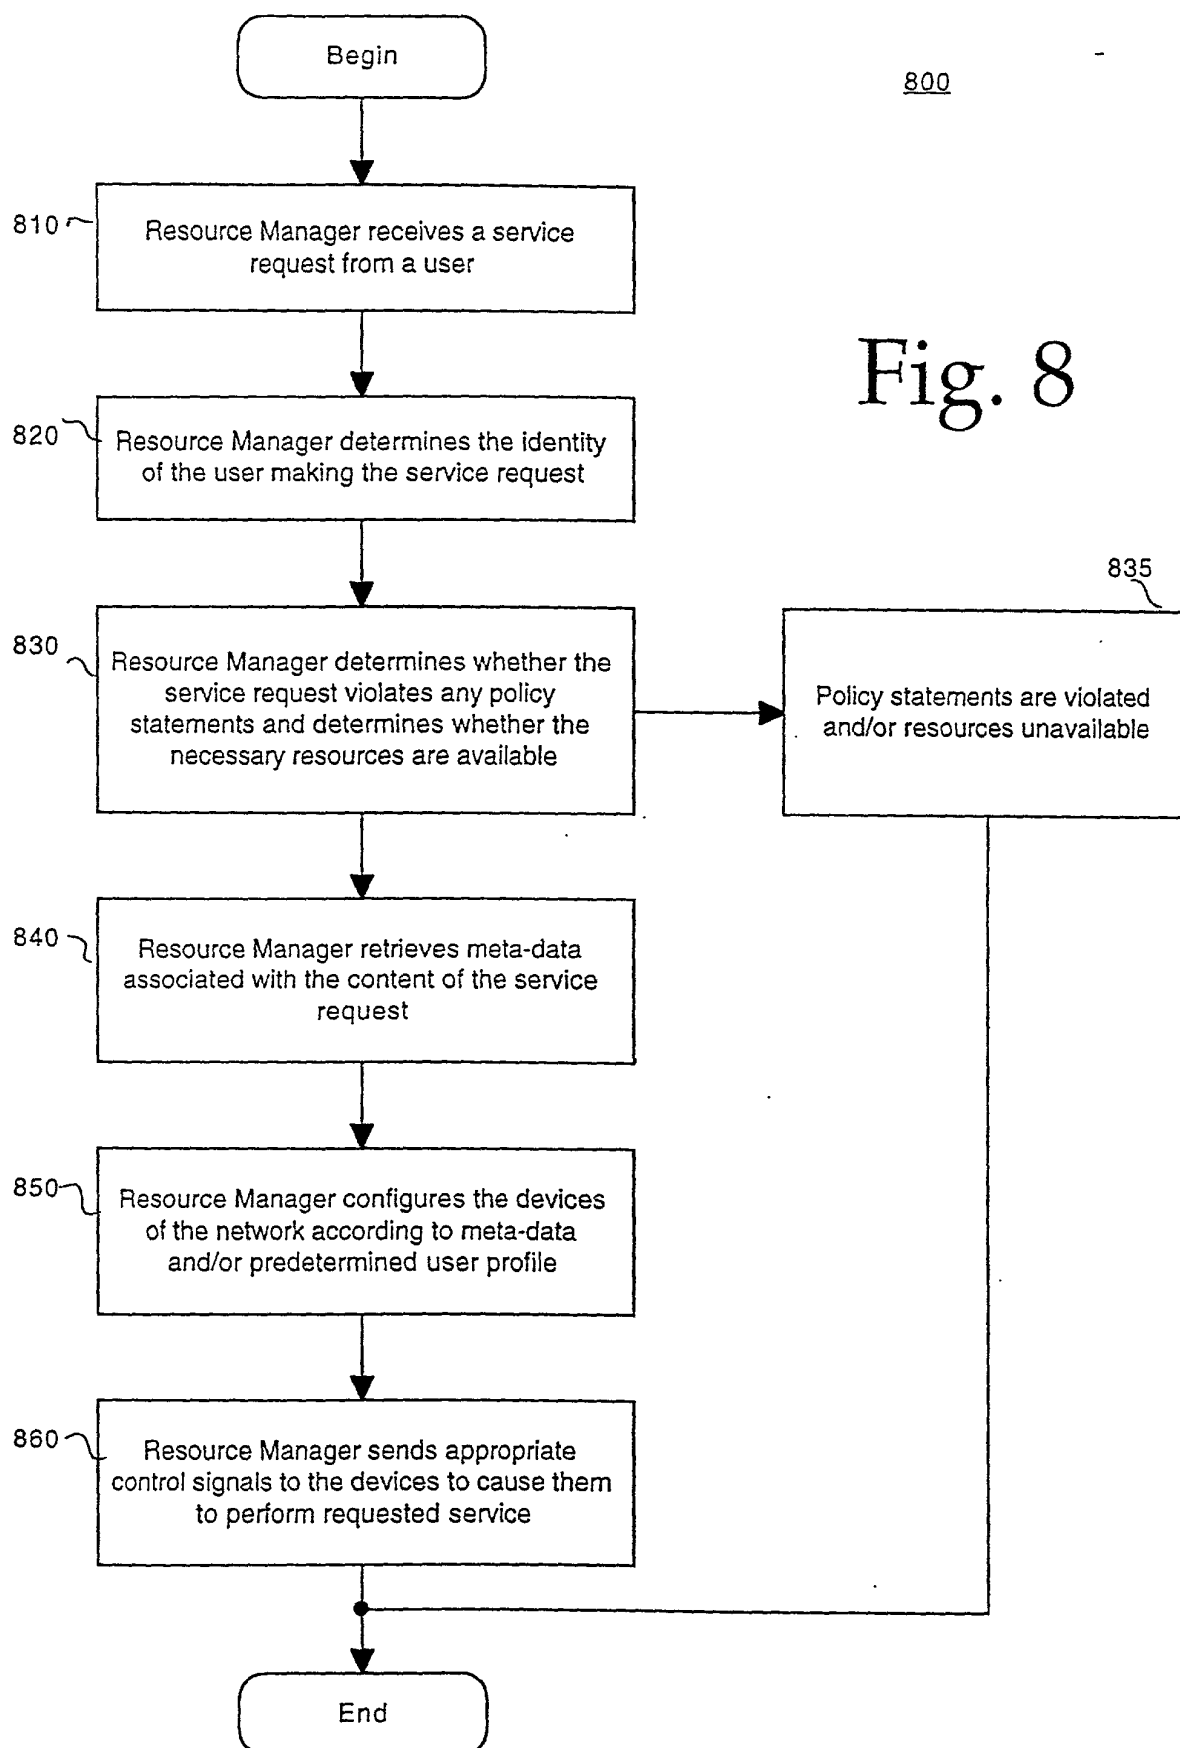 Begin
800
810
Resource Manager receives a service
request from a user
Fig. 8
820
Resource Manager determines the identity
of the user making the service request
835
830
Resource Manager determines whether the
service request violates any policy
statements and determines whether the
necessary resources are available
Policy statements are violated
and/or resources unavailable
840
Resource Manager retrieves meta-data
associated with the content of the service
request
850
Resource Manager configures the devices
of the network according to meta-data
and/or predetermined user profile
860
Resource Manager sends appropriate
control signals to the devices to cause them
to perform requested service
End